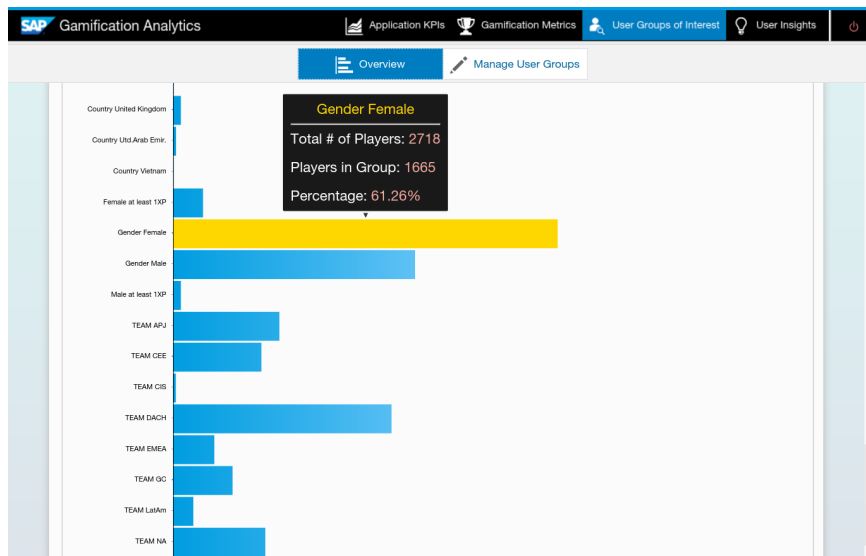 SAP Gamification Analytics
Application KPIs
Gamification Metrics
User Groups of Interest
User Insights
Overview
Manage User Groups
Country United Kingdom
Country Utd.Arab Emir.
Country Vietnam
Female at least 1XP
Gender Female
Gender Male
Male at least 1XP
TEAM APJ
TEAM CEE
TEAM CIS
TEAM DACH
TEAM EMEA
TEAM GC
TEAM LatAm
TEAM NA
Gender Female
Total # of Players: 2718
Players in Group: 1665
Percentage: 61.26%